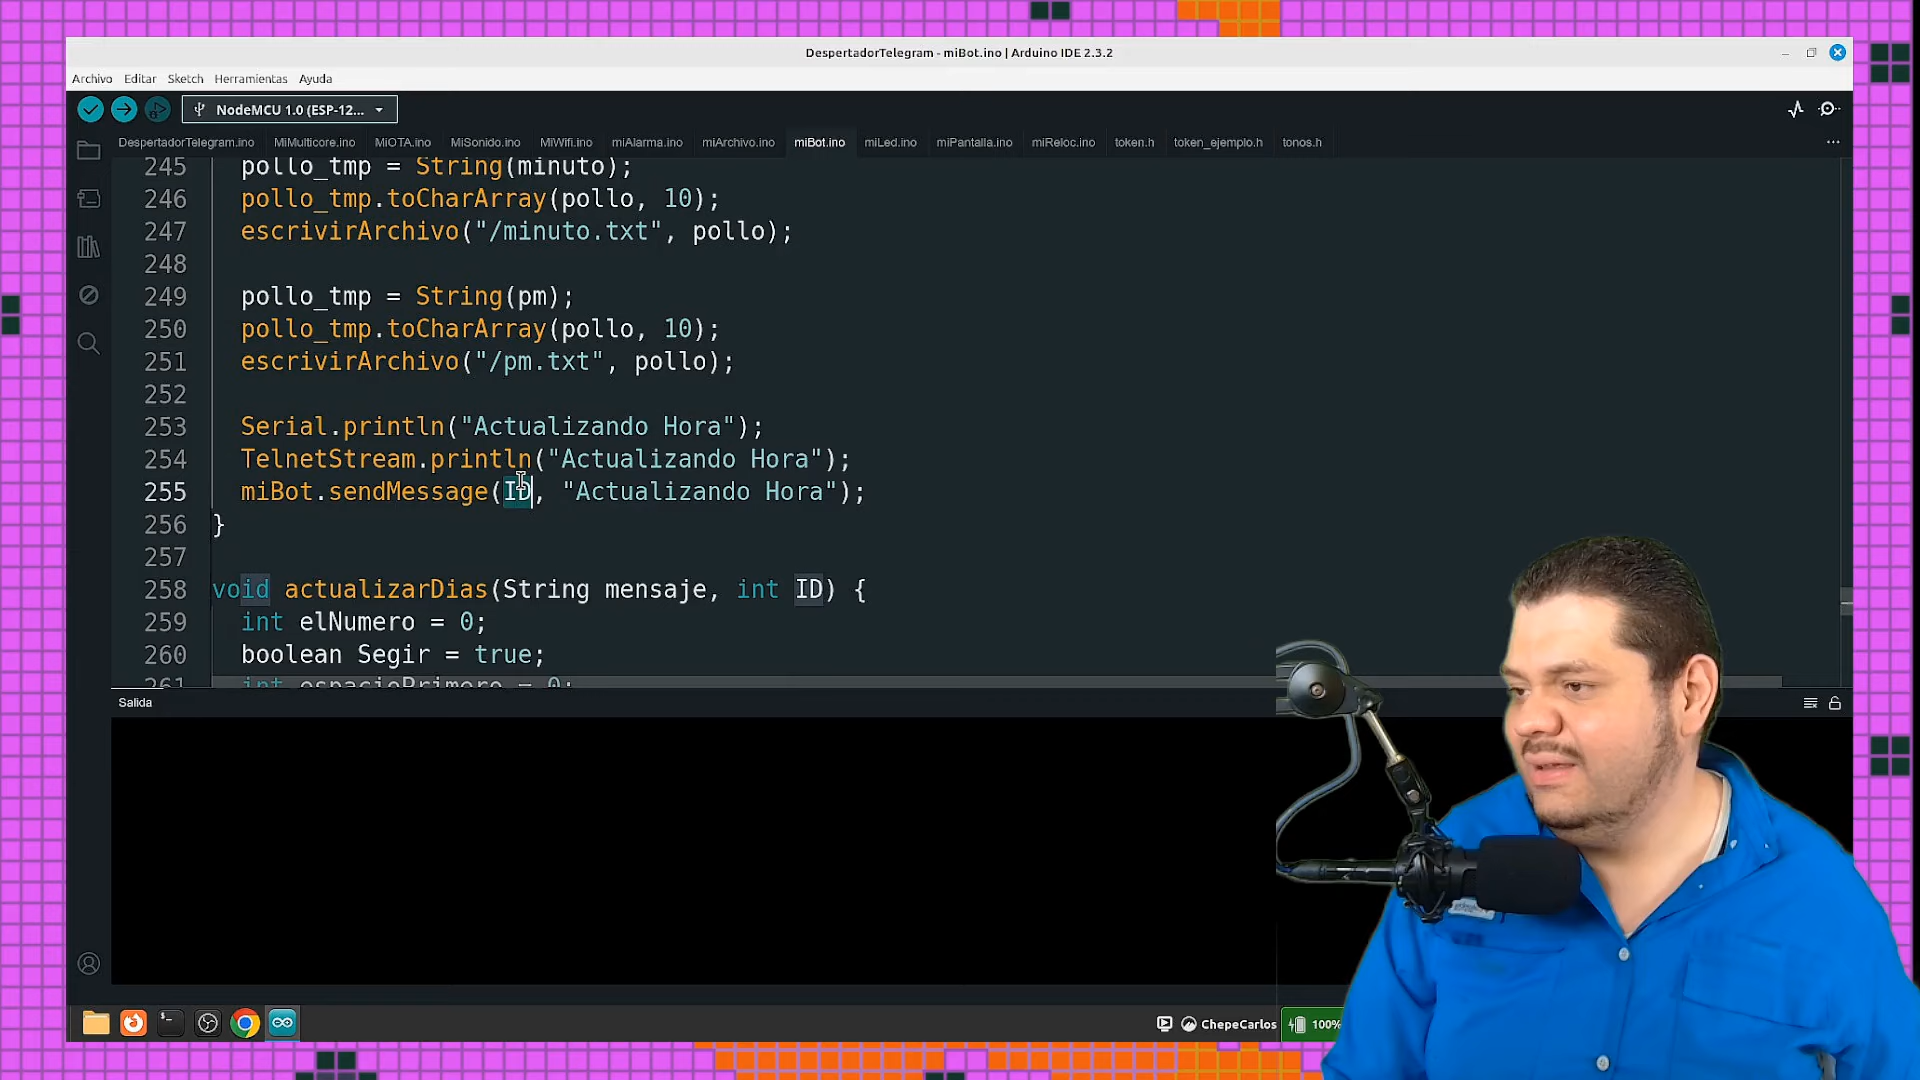 DespertadorTelegram - miBot.ino | Arduino IDE 2.3.2
Archivo Editar Sketch Herramientas Ayuda
NodeMCU 1.0 (ESP-12...
DespertadorTelegram.ino MiMulticore.ino MiOTA.ino MiSonido.ino MiWifi.ino miAlarma.ino miArchivo.ino miBot.ino miLed.ino miPantalla.ino miReloc.ino token.h token_ejemplo.h tonos.h ...
245 pollo_tmp = String(minuto);
246 pollo_tmp.toCharArray(pollo, 10);
247 escrivirArchivo("/minuto.txt", pollo);
248
249 pollo_tmp = String(pm);
250 pollo_tmp.toCharArray(pollo, 10);
251 escrivirArchivo("/pm.txt", pollo);
252
253 Serial.println("Actualizando Hora");
254 TelnetStream.println("Actualizando Hora");
255 miBot.sendMessage(ID, "Actualizando Hora");
256 }
257
258 void actualizarDias(String mensaje, int ID) {
259 int elNumero = 0;
260 boolean Segir = true;
261 int espacioPrimero = 0;
Salida
ChepeCarlos 100%